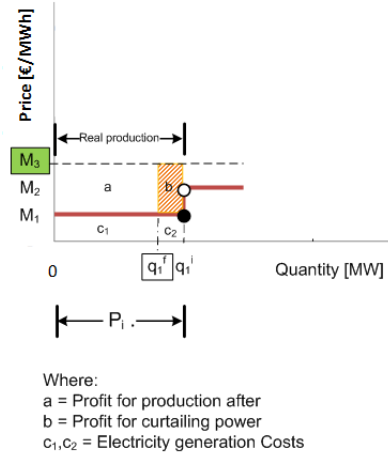 Price [€/MWh]
Real production
M₃
M₂
M₁
a
b
c₁
c₂
0
q₁ᶠ
q₁ⁱ
Quantity [MW]
Pᵢ .
Where:
a = Profit for production after
b = Profit for curtailing power
c₁,c₂ = Electricity generation Costs